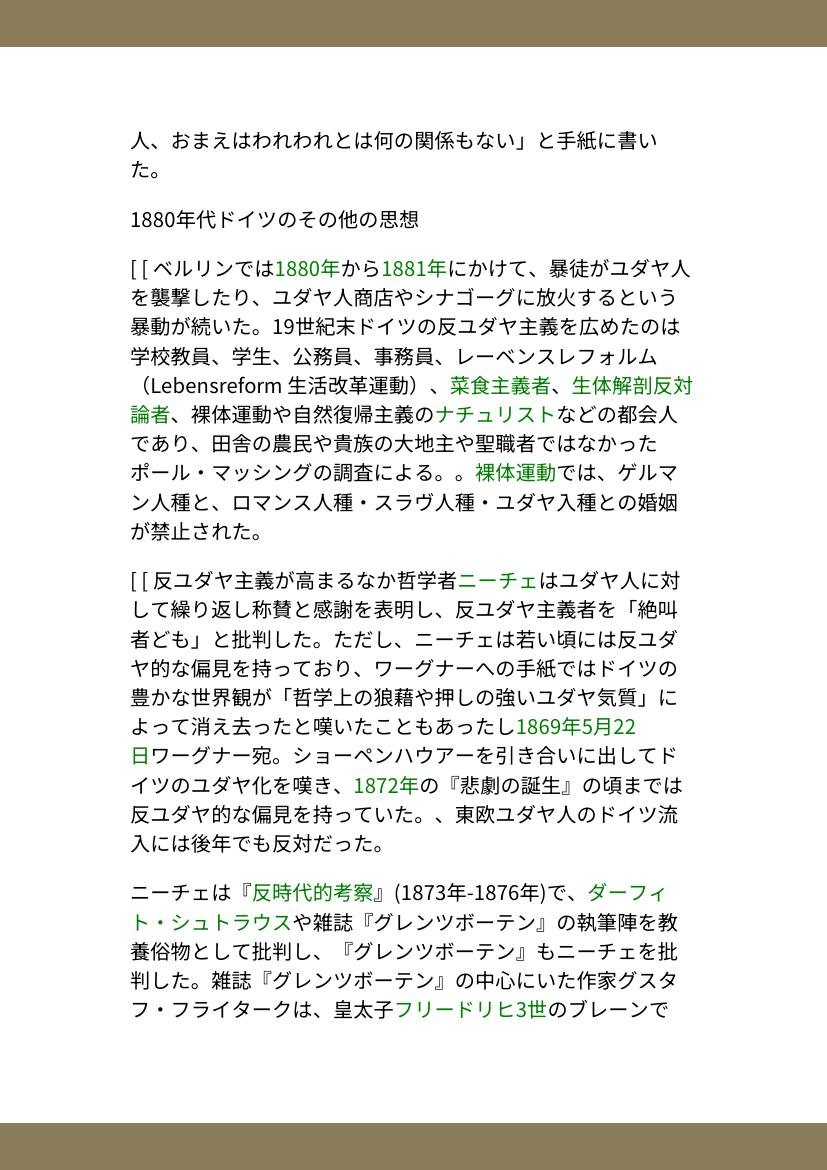 人、おまえはわれわれとは何の関係もない」と手紙に書い
た。
1880年代ドイツのその他の思想
[ [ ベルリンでは1880年から1881年にかけて、暴徒がユダヤ人
を襲撃したり、ユダヤ人商店やシナゴーグに放火するという
暴動が続いた。19世紀末ドイツの反ユダヤ主義を広めたのは
学校教員、学生、公務員、事務員、レーベンスレフォルム
（Lebensreform 生活改革運動）、菜食主義者、生体解剖反対
論者、裸体運動や自然復帰主義のナチュリストなどの都会人
であり、田舎の農民や貴族の大地主や聖職者ではなかった
ポール・マッシングの調査による。。裸体運動では、ゲルマ
ン人種と、ロマンス人種・スラヴ人種・ユダヤ入種との婚姻
が禁止された。
[ [ 反ユダヤ主義が高まるなか哲学者ニーチェはユダヤ人に対
して繰り返し称賛と感謝を表明し、反ユダヤ主義者を「絶叫
者ども」と批判した。ただし、ニーチェは若い頃には反ユダ
ヤ的な偏見を持っており、ワーグナーへの手紙ではドイツの
豊かな世界観が「哲学上の狼藉や押しの強いユダヤ気質」に
よって消え去ったと嘆いたこともあったし1869年5月22
日ワーグナー宛。ショーペンハウアーを引き合いに出してド
イツのユダヤ化を嘆き、1872年の『悲劇の誕生』の頃までは
反ユダヤ的な偏見を持っていた。、東欧ユダヤ人のドイツ流
入には後年でも反対だった。
ニーチェは『反時代的考察』(1873年-1876年)で、ダーフィ
ト・シュトラウスや雑誌『グレンツボーテン』の執筆陣を教
養俗物として批判し、『グレンツボーテン』もニーチェを批
判した。雑誌『グレンツボーテン』の中心にいた作家グスタ
フ・フライタークは、皇太子フリードリヒ3世のブレーンで